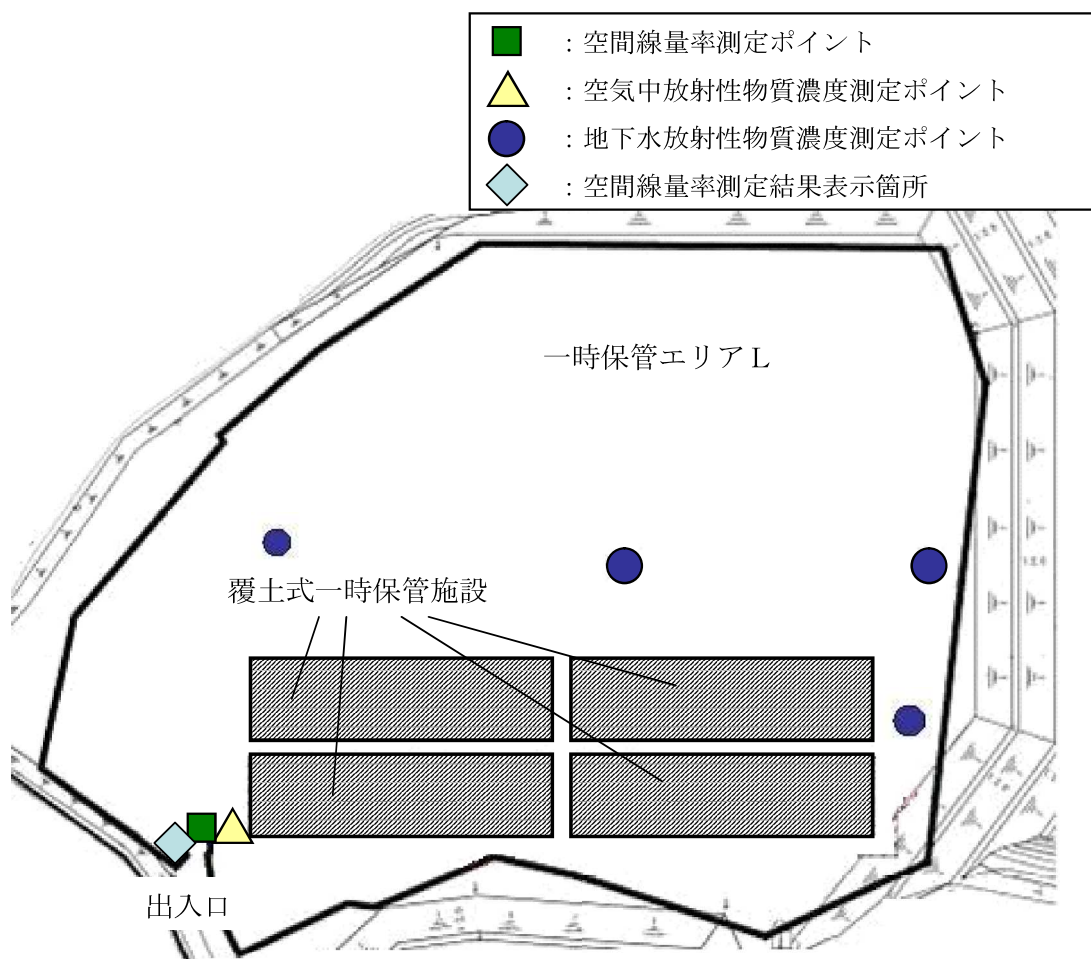 ：空間線量率測定ポイント
：空気中放射性物質濃度測定ポイント
：地下水放射性物質濃度測定ポイント
：空間線量率測定結果表示箇所
一時保管エリアL
覆土式一時保管施設
出入口